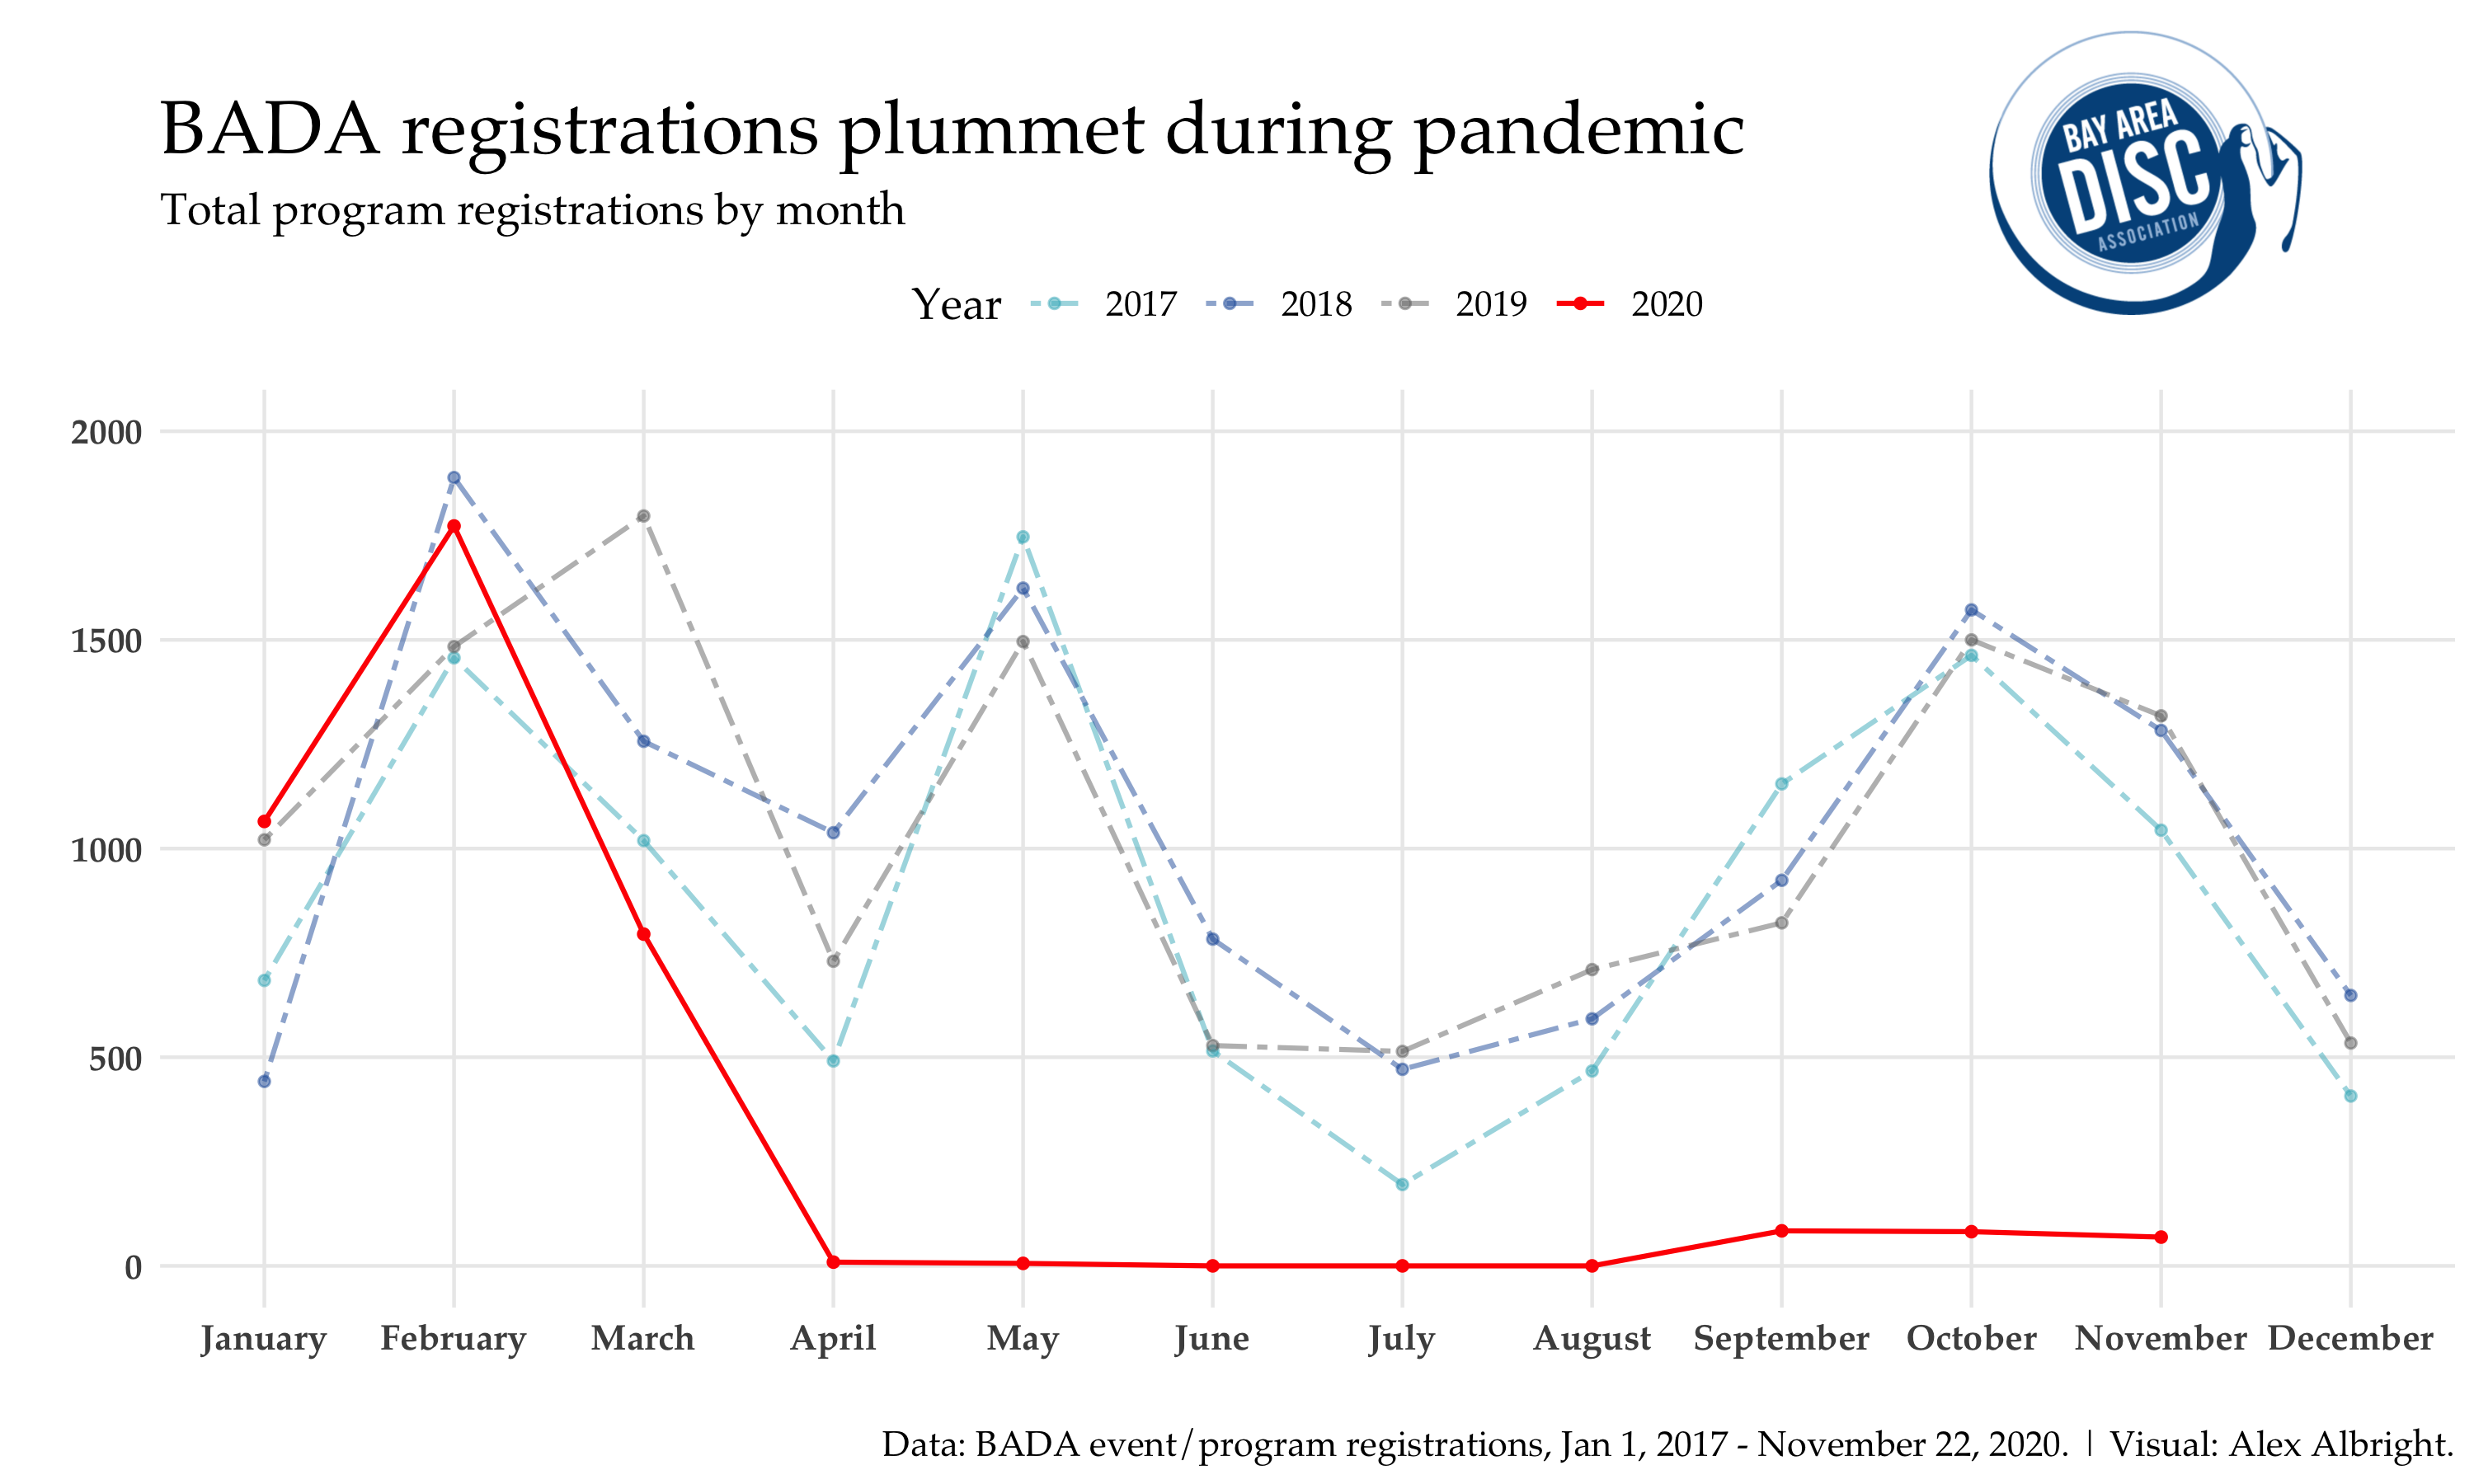 BADA registrations plummet during pandemic
Total program registrations by month
BAY AREA
DISC
ASSOCIATION
Year 2017 2018 2019 2020
2000
1500
1000
500
0
January February March April May June July August September October November December
Data: BADA event/program registrations, Jan 1, 2017 - November 22, 2020. | Visual: Alex Albright.